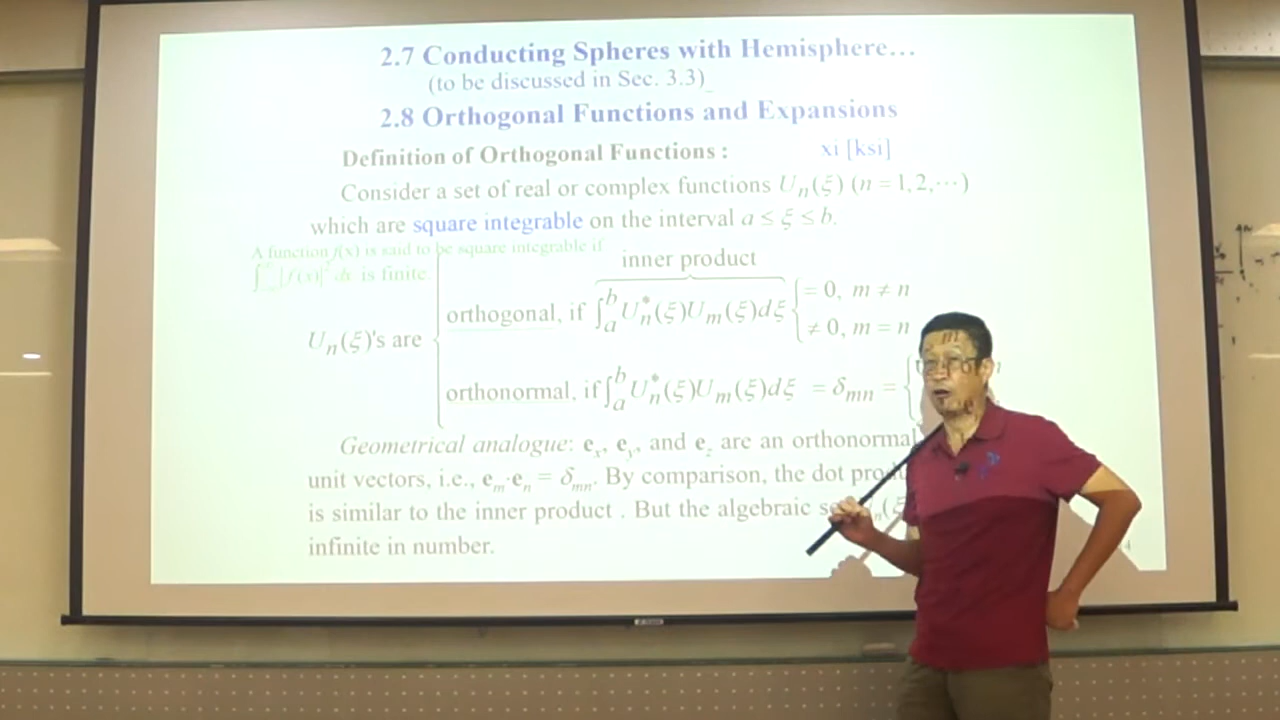 2.7 Conducting Spheres with Hemisphere…
(to be discussed in Sec. 3.3)
2.8 Orthogonal Functions and Expansions
Definition of Orthogonal Functions : xi [ksi]
Consider a set of real or complex functions Uₙ(ξ) (n = 1, 2, ⋯)
which are square integrable on the interval a ≤ ξ ≤ b.
A function f(x) is said to be square integrable if
∫ |f(x)|² dx is finite.
inner product
Uₙ(ξ)'s are
orthogonal, if ∫ₐᵇ Uₙ*(ξ)Uₘ(ξ)dξ { = 0, m ≠ n
≠ 0, m = n
orthonormal, if ∫ₐᵇ Uₙ*(ξ)Uₘ(ξ)dξ = δₘₙ = {
Geometrical analogue: eₓ, e_y, and e_z are an orthonormal
unit vectors, i.e., eₘ·eₙ = δₘₙ. By comparison, the dot
is similar to the inner product . But the algebraic
infinite in number.